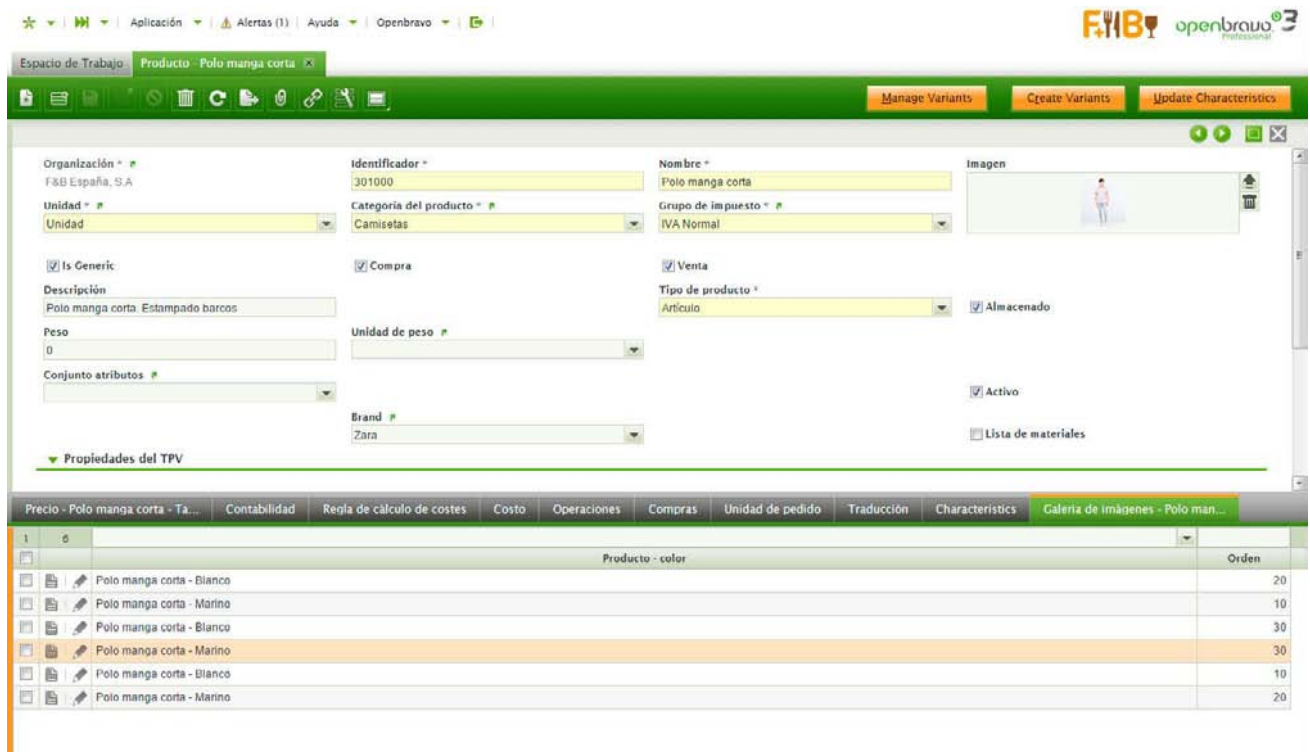 Aplicación Alertas (1) Ayuda Openbravo
F+B openbravo 3
Professional
Espacio de Trabajo Producto - Polo manga corta
Manage Variants Create Variants Update Characteristics
Organización * Identificador * Nombre * Imagen
F&B España, S.A 301000 Polo manga corta
Unidad * Categoría del producto * Grupo de impuesto *
Unidad Camisetas IVA Normal
Is Generic Compra Venta
Descripción Tipo de producto *
Polo manga corta. Estampado barcos Artículo Almacenado
Peso Unidad de peso
0
Conjunto atributos
Activo
Brand
Zara Lista de materiales
Propiedades del TPV
Precio - Polo manga corta - Ta... Contabilidad Regla de cálculo de costes Costo Operaciones Compras Unidad de pedido Traducción Characteristics Galería de imágenes - Polo man...
1 6
Producto - color Orden
Polo manga corta - Blanco 20
Polo manga corta - Marino 10
Polo manga corta - Blanco 30
Polo manga corta - Marino 30
Polo manga corta - Blanco 10
Polo manga corta - Marino 20